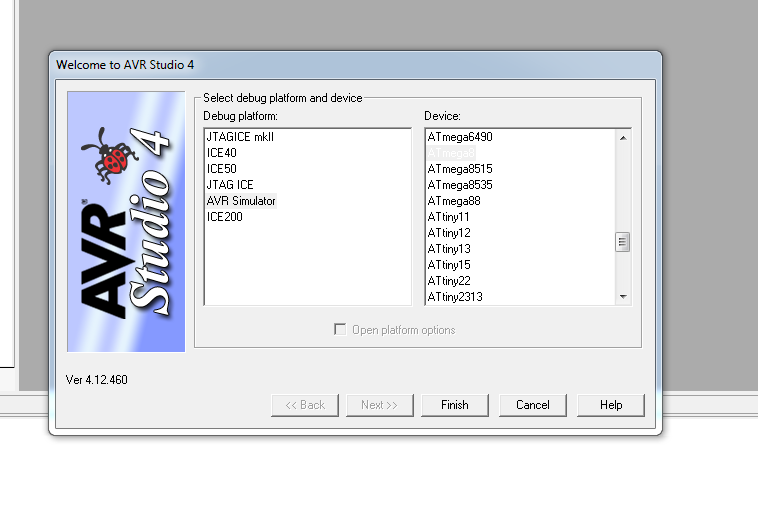 Welcome to AVR Studio 4
Select debug platform and device
Debug platform:
JTAGICE mkII
ICE40
ICE50
JTAG ICE
AVR Simulator
ICE200
Device:
ATmega6490
ATmega8
ATmega8515
ATmega8535
ATmega88
ATtiny11
ATtiny12
ATtiny13
ATtiny15
ATtiny22
ATtiny2313
AVR®
Studio 4
Open platform options
Ver 4.12.460
<< Back
Next >>
Finish
Cancel
Help